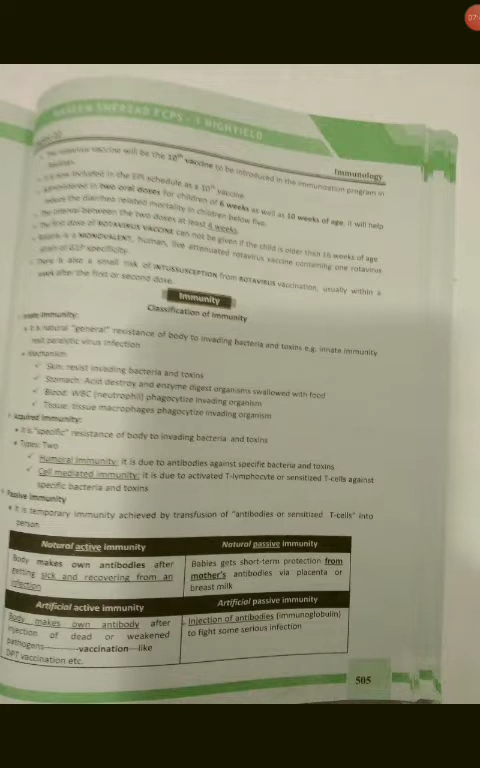 07:
NASEEM SHERZAD FCPS - 1 HIGHYIELD
Immunology
vaccine will be the 10th vaccine to be introduced in the immunization program in
included in the EPI schedule as a 10th vaccine
Administered in two oral doses for children of 6 weeks as well as 10 weeks of age, it will help
reduce the diarrhea related mortality in children below five.
The interval between the two doses at least 4 weeks.
The first dose of ROTAVIRUS VACCINE can not be given if the child is older than 16 weeks of age
is a MONOVALENT, human, live attenuated rotavirus vaccine containing one rotavirus
strain of G1P specificity.
There is also a small risk of INTUSSUSCEPTION from ROTAVIRUS vaccination, usually within a
week after the first or second dose.
Immunity
Classification of Immunity
Innate immunity:
• It is natural "general" resistance of body to invading bacteria and toxins e.g. innate immunity
paralytic virus infection
• Mechanism
✓ Skin: resist invading bacteria and toxins
✓ Stomach: Acid destroy and enzyme digest organisms swallowed with food
✓ Blood: WBC (neutrophil) phagocytize invading organism
✓ Tissue: tissue macrophages phagocytize invading organism
Acquired immunity:
• It is "specific" resistance of body to invading bacteria and toxins
• Types: Two
✓ Humoral immunity: it is due to antibodies against specific bacteria and toxins
✓ Cell mediated immunity: it is due to activated T-lymphocyte or sensitized T-cells against
specific bacteria and toxins
Passive immunity
• It is temporary immunity achieved by transfusion of "antibodies or sensitized T-cells" into
person
Natural active immunity
Natural passive immunity
Body makes own antibodies after
getting sick and recovering from an
infection
Babies gets short-term protection from
mother's antibodies via placenta or
breast milk
Artificial active immunity
Artificial passive immunity
Body makes own antibody after
injection of dead or weakened
pathogens----------vaccination---like
DPT vaccination etc.
Injection of antibodies (immunoglobulin)
to fight some serious infection
505